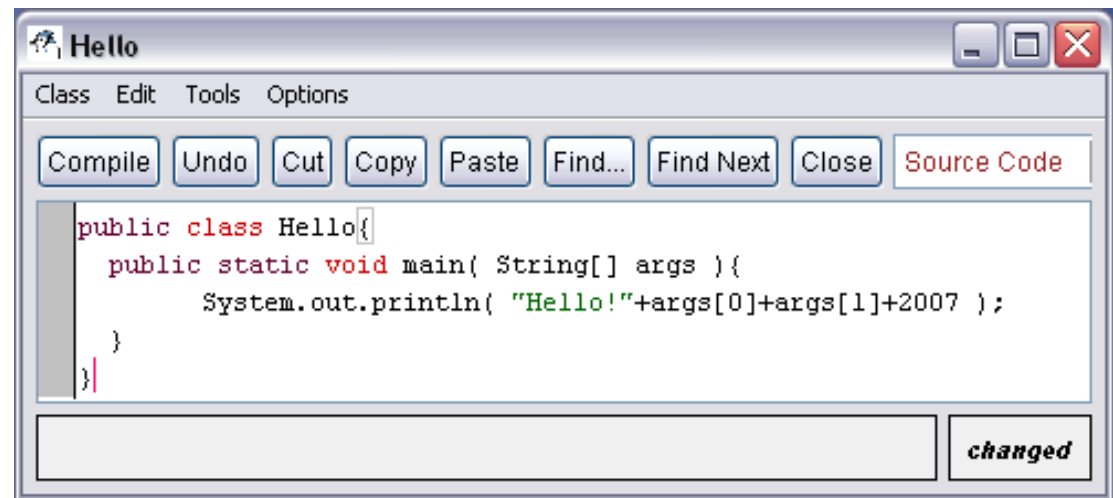 Hello
Class Edit Tools Options
Compile Undo Cut Copy Paste Find... Find Next Close Source Code
public class Hello{
  public static void main( String[] args ){
        System.out.println( "Hello!"+args[0]+args[1]+2007 );
  }
}
changed